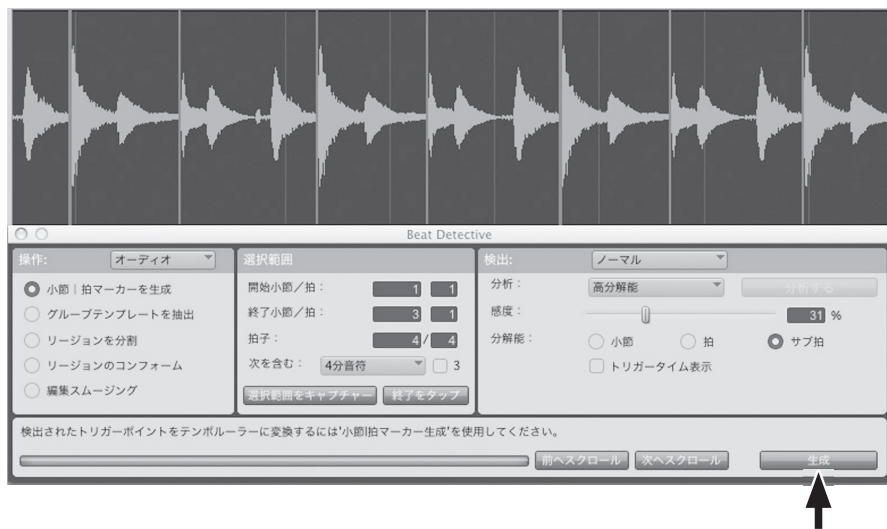 Beat Detective
操作: オーディオ
小節｜拍マーカーを生成
グルーブテンプレートを抽出
リージョンを分割
リージョンのコンフォーム
編集スムージング
選択範囲
開始小節／拍： 1 1
終了小節／拍： 3 1
拍子： 4 / 4
次を含む： 4分音符 3
選択範囲をキャプチャー 終了をタップ
検出: ノーマル
分析： 高分解能 分析する
感度： 31 %
分解能： 小節 拍 サブ拍
トリガータイム表示
検出されたトリガーポイントをテンポルーラーに変換するには'小節|拍マーカー生成'を使用してください。
前へスクロール 次へスクロール 生成